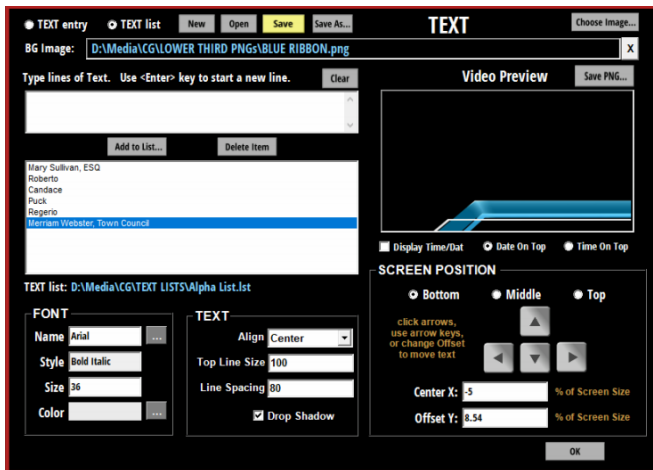 TEXT entry TEXT list New Open Save Save As... TEXT Choose Image...
BG Image: D:\Media\CG\LOWER THIRD PNGs\BLUE RIBBON.png X
Type lines of Text. Use <Enter> key to start a new line. Clear Video Preview Save PNG...
Add to List... Delete Item
Mary Sullivan, ESQ
Roberto
Candace
Puck
Regerio
Merriam Webster, Town Council
Display Time/Dat Date On Top Time On Top
TEXT list: D:\Media\CG\TEXT LISTS\Alpha List.lst
SCREEN POSITION
Bottom Middle Top
click arrows,
use arrow keys,
or change Offset
to move text
Center X: -5 % of Screen Size
Offset Y: 8.54 % of Screen Size
FONT
Name Arial ...
Style Bold Italic
Size 36
Color ...
TEXT
Align Center
Top Line Size 100
Line Spacing 80
Drop Shadow
OK